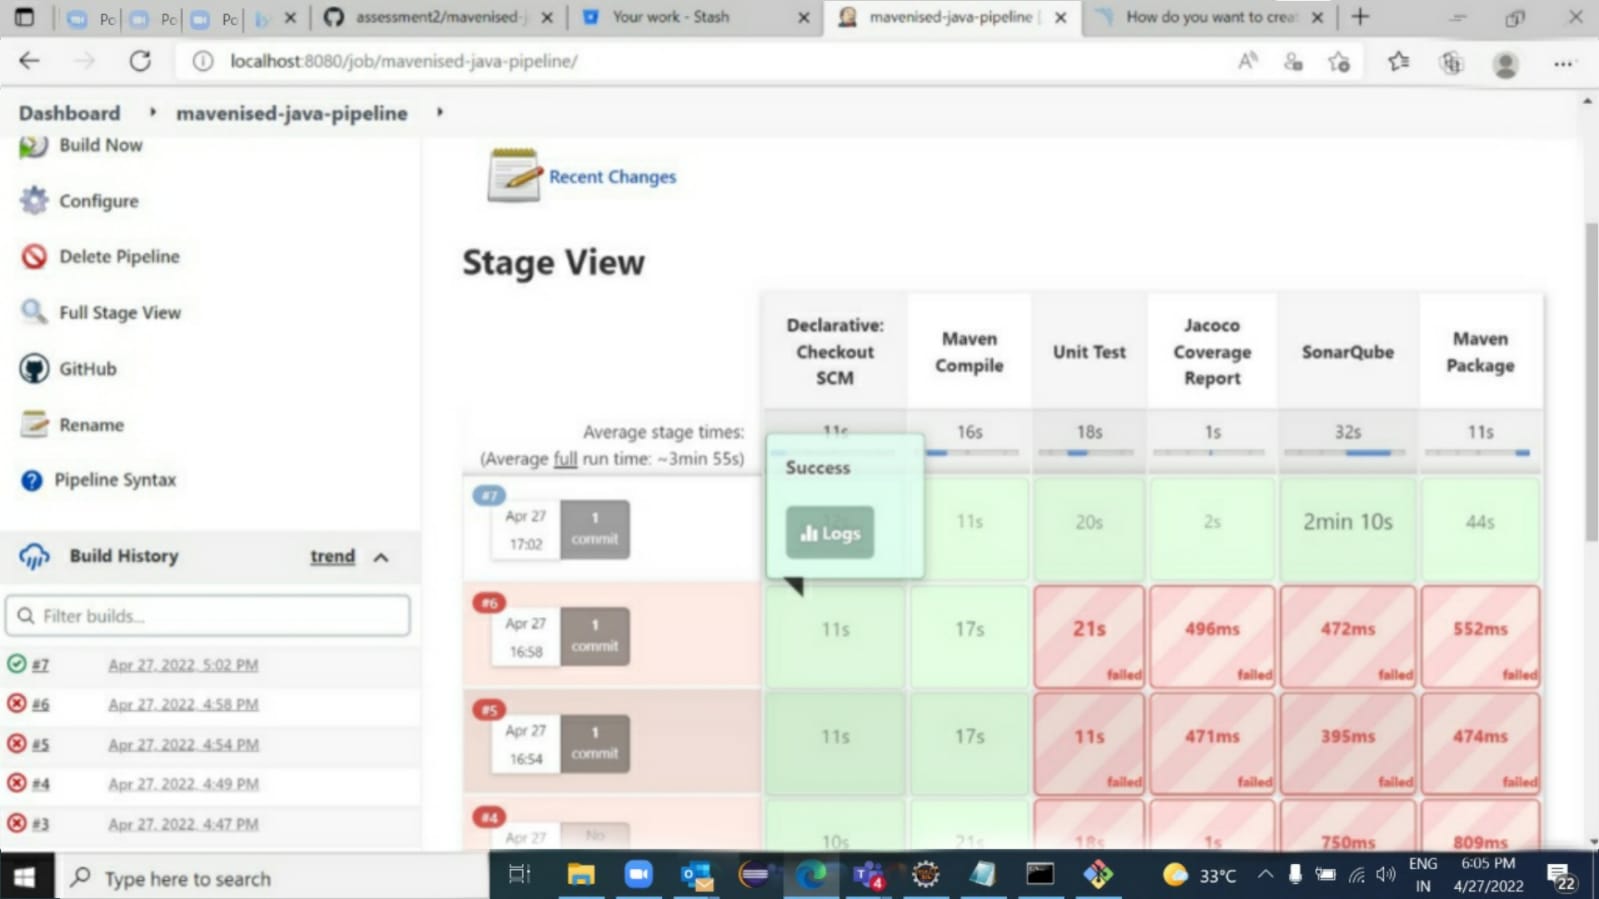 Pc
Pc
Pc
assessment2/mavenised-j
Your work - Stash
mavenised-java-pipeline [
How do you want to creat
localhost:8080/job/mavenised-java-pipeline/
Dashboard
mavenised-java-pipeline
Build Now
Configure
Delete Pipeline
Full Stage View
GitHub
Rename
Pipeline Syntax
Build History
trend
Filter builds...
#7 Apr 27, 2022, 5:02 PM
#6 Apr 27, 2022, 4:58 PM
#5 Apr 27, 2022, 4:54 PM
#4 Apr 27, 2022, 4:49 PM
#3 Apr 27, 2022, 4:47 PM
Recent Changes
Stage View
Declarative: Checkout SCM
Maven Compile
Unit Test
Jacoco Coverage Report
SonarQube
Maven Package
Average stage times:
(Average full run time: ~3min 55s)
11s 16s 18s 1s 32s 11s
Success
Logs
#7
Apr 27
17:02
1
commit
11s 20s 2s 2min 10s 44s
#6
Apr 27
16:58
1
commit
11s 17s 21s 496ms 472ms 552ms
failed failed failed failed
#5
Apr 27
16:54
1
commit
11s 17s 11s 471ms 395ms 474ms
failed failed failed failed
#4
Apr 27
No
10s 21s 18s 1s 750ms 809ms
Type here to search
4
33°C
ENG
IN
6:05 PM
4/27/2022
22